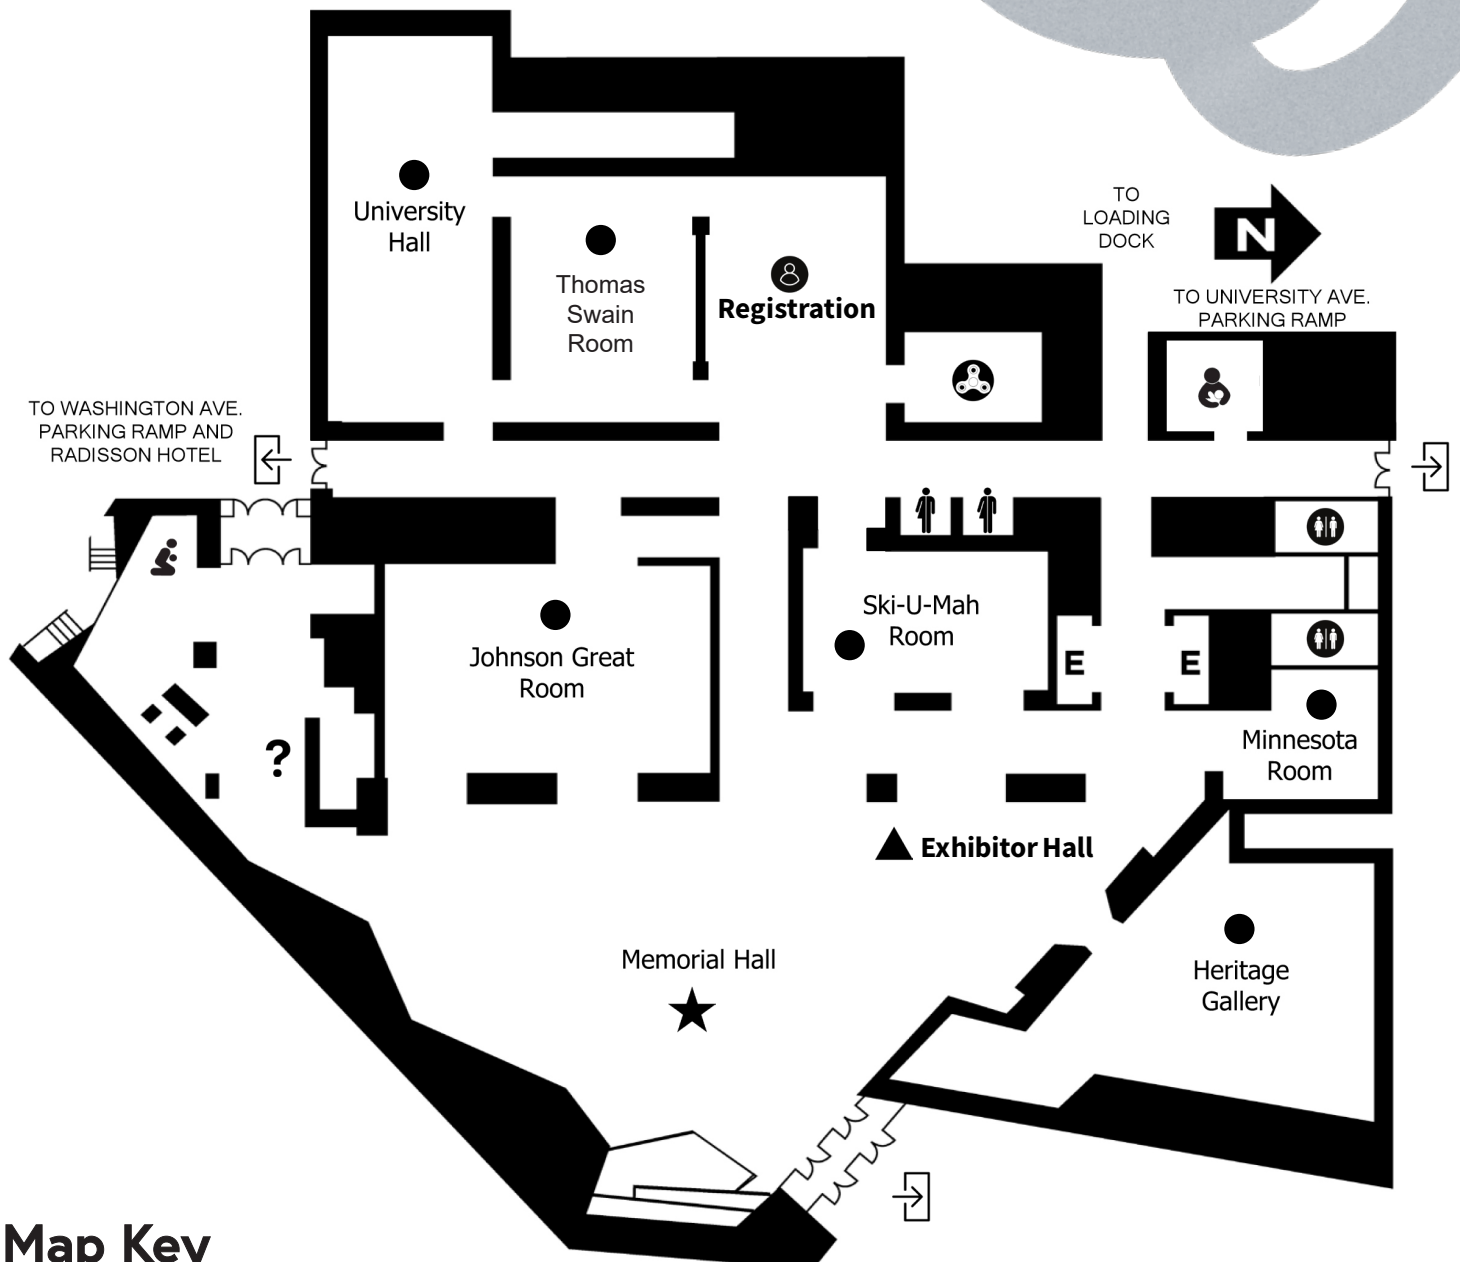 University
Hall
Thomas
Swain
Room
Registration
TO
LOADING
DOCK
N
TO UNIVERSITY AVE.
PARKING RAMP
TO WASHINGTON AVE.
PARKING RAMP AND
RADISSON HOTEL
Johnson Great
Room
Ski-U-Mah
Room
E
E
Minnesota
Room
?
Exhibitor Hall
Memorial Hall
Heritage
Gallery
Map Key